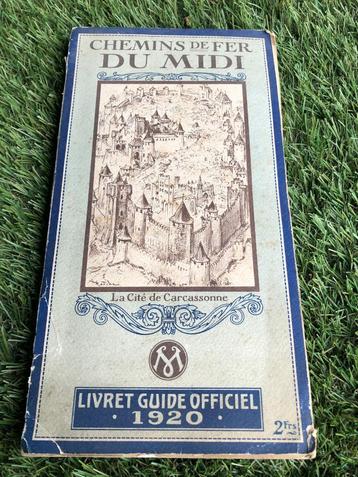 CHEMINS DE FER
DU MIDI
La Cité de Carcassonne
M
LIVRET GUIDE OFFICIEL
· 1920 ·
2Frs